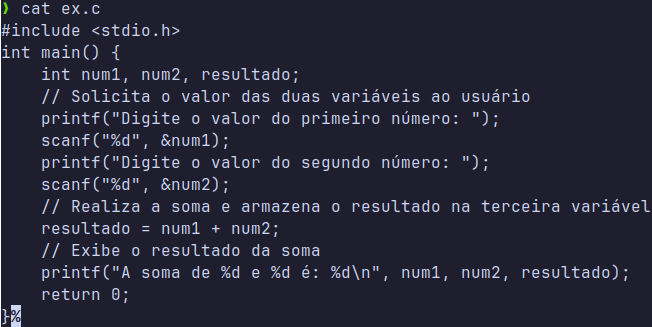 ❯ cat ex.c
#include <stdio.h>
int main() {
    int num1, num2, resultado;
    // Solicita o valor das duas variáveis ao usuário
    printf("Digite o valor do primeiro número: ");
    scanf("%d", &num1);
    printf("Digite o valor do segundo número: ");
    scanf("%d", &num2);
    // Realiza a soma e armazena o resultado na terceira variável
    resultado = num1 + num2;
    // Exibe o resultado da soma
    printf("A soma de %d e %d é: %d\n", num1, num2, resultado);
    return 0;
}%